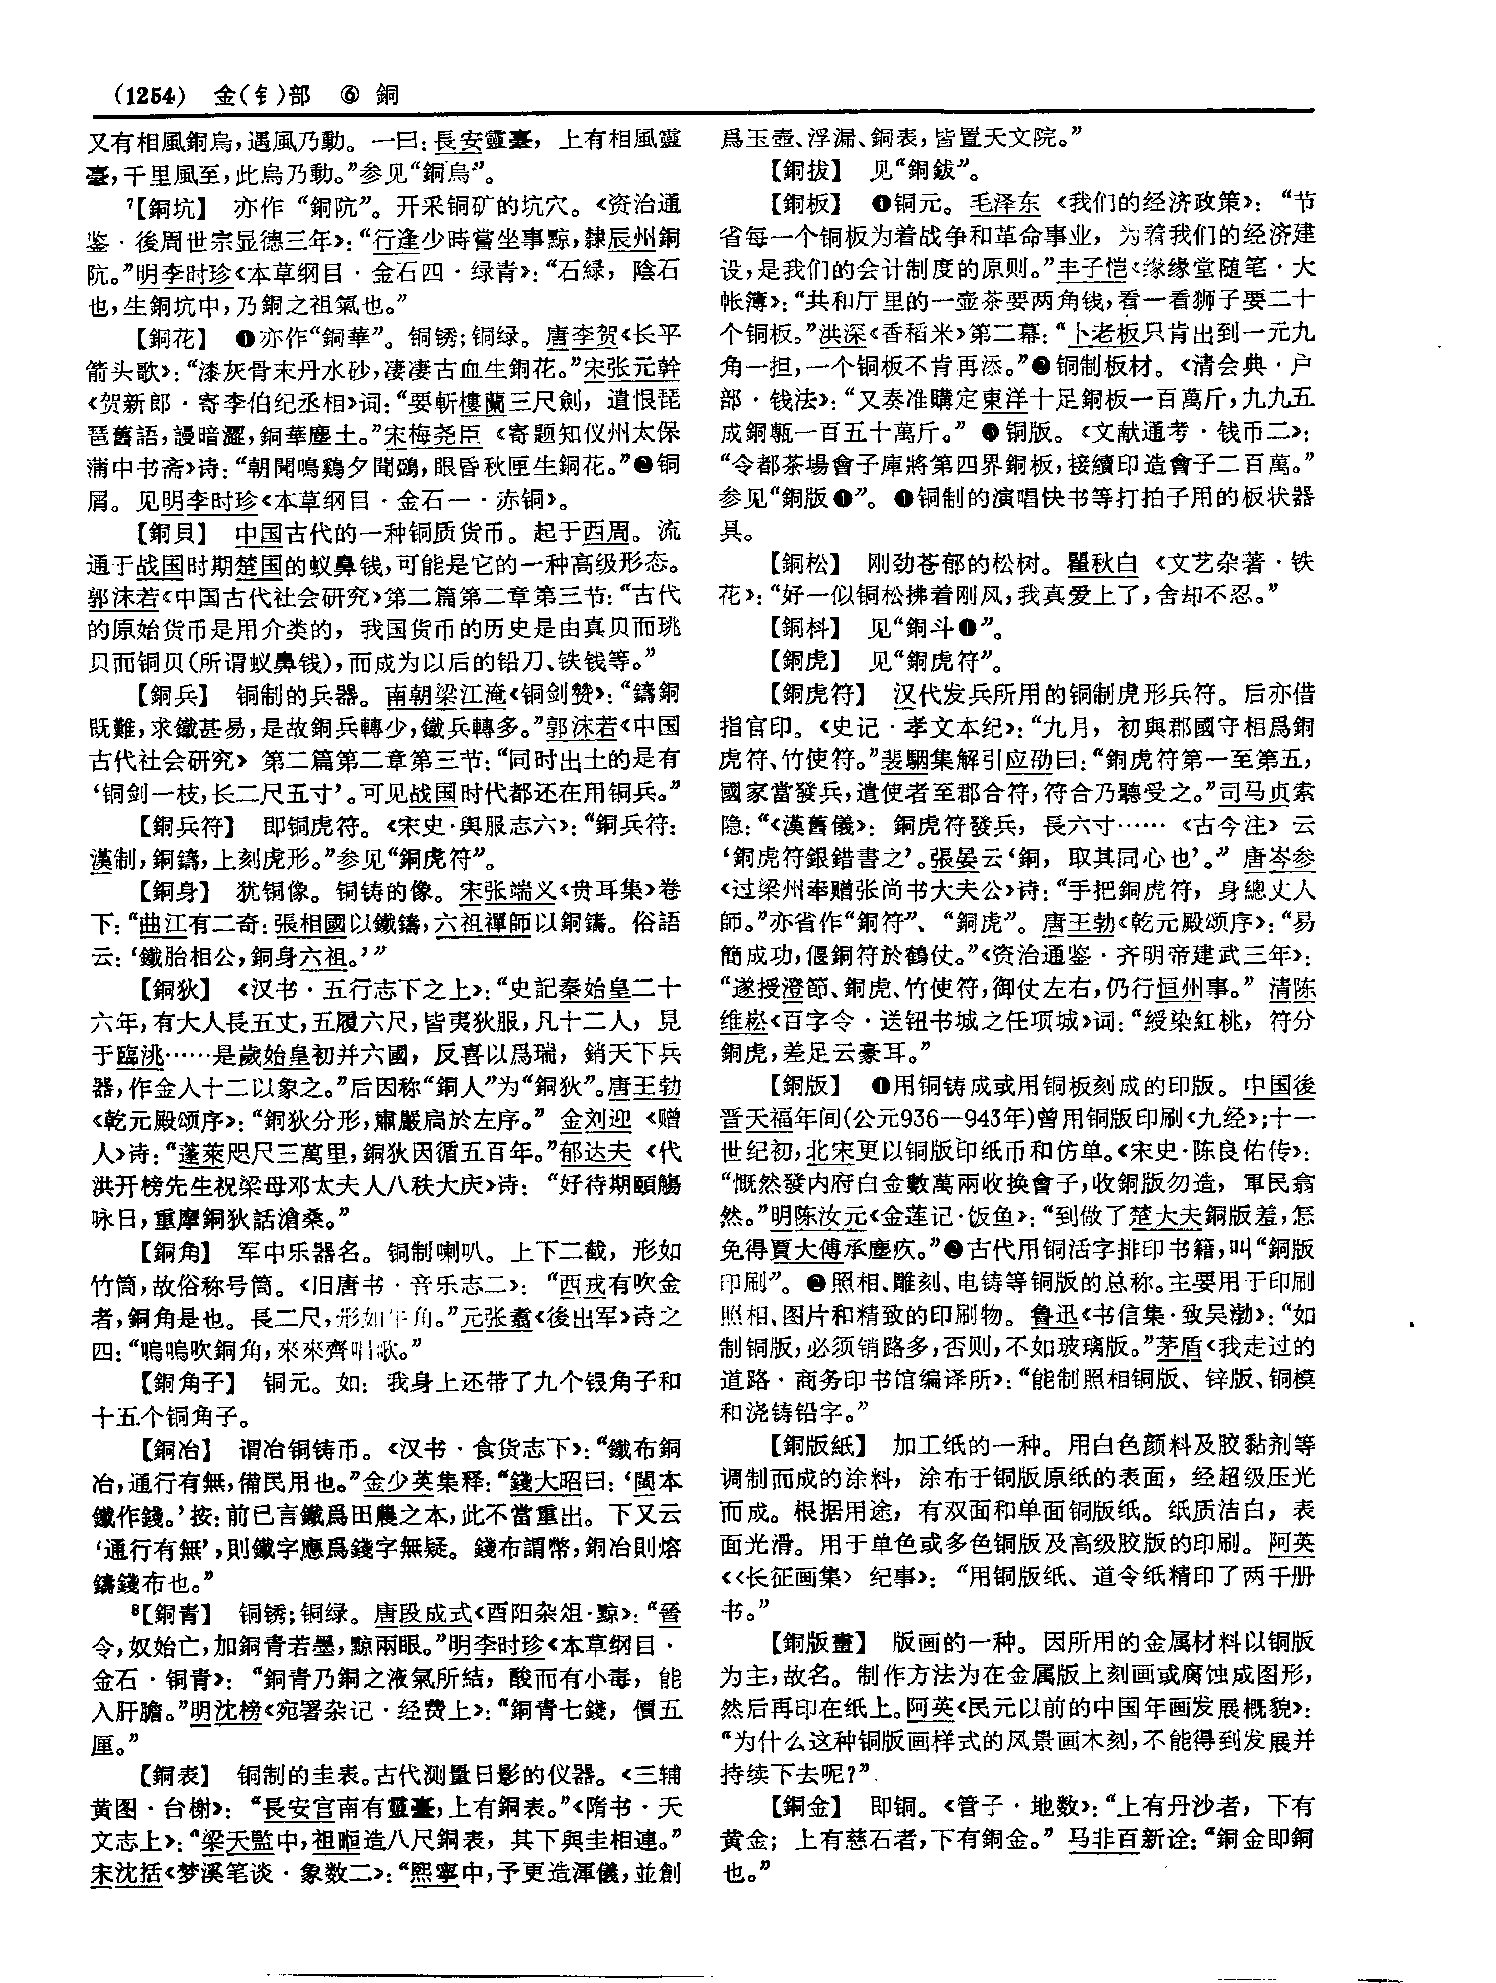 (1254) 金(钅)部 ⑥ 銅
又有相風銅烏，遇風乃動。一曰：長安靈臺，上有相風靈
臺，千里風至，此烏乃動。”参见“銅烏”。
⁷【銅坑】 亦作“銅阬”。开采铜矿的坑穴。《资治通
鉴·後周世宗显德三年》：“行逢少時嘗坐事黥，隸辰州銅
阬。”明李时珍《本草纲目·金石四·绿青》：“石緑，陰石
也，生銅坑中，乃銅之祖氣也。”
【銅花】 ❶亦作“銅華”。铜锈；铜绿。唐李贺《长平
箭头歌》：“漆灰骨末丹水砂，凄凄古血生銅花。”宋张元幹
《贺新郎·寄李伯纪丞相》词：“要斬樓蘭三尺劍，遺恨琵
琶舊語，謾暗澀，銅華塵土。”宋梅尧臣《寄题知仪州太保
蒲中书斋》诗：“朝聞鳴鷄夕聞鴞，眼昏秋匣生銅花。”❷铜
屑。见明李时珍《本草纲目·金石一·赤铜》。
【銅貝】 中国古代的一种铜质货币。起于西周。流
通于战国时期楚国的蚁鼻钱，可能是它的一种高级形态。
郭沫若《中国古代社会研究》第二篇第二章第三节：“古代
的原始货币是用介类的，我国货币的历史是由真贝而珧
贝而铜贝(所谓蚁鼻钱)，而成为以后的铅刀、铁钱等。”
【銅兵】 铜制的兵器。南朝梁江淹《铜剑赞》：“鑄銅
既難，求鐵甚易，是故銅兵轉少，鐵兵轉多。”郭沫若《中国
古代社会研究》第二篇第二章第三节：“同时出土的是有
‘铜剑一枝，长二尺五寸’。可见战国时代都还在用铜兵。”
【銅兵符】 即铜虎符。《宋史·舆服志六》：“銅兵符：
漢制，銅鑄，上刻虎形。”参见“銅虎符”。
【銅身】 犹铜像。铜铸的像。宋张端义《贵耳集》卷
下：“曲江有二奇：張相國以鐵鑄，六祖禪師以銅鑄。俗語
云：‘鐵胎相公，銅身六祖。’”
【銅狄】 《汉书·五行志下之上》：“史記秦始皇二十
六年，有大人長五丈，五履六尺，皆夷狄服，凡十二人，見
于臨洮……是歲始皇初并六國，反喜以爲瑞，銷天下兵
器，作金人十二以象之。”后因称“銅人”为“銅狄”。唐王勃
《乾元殿颂序》：“銅狄分形，肅嚴扃於左序。”金刘迎《赠
人》诗：“蓬萊咫尺三萬里，銅狄因循五百年。”郁达夫《代
洪开榜先生祝梁母邓太夫人八秩大庆》诗：“好待期頤觴
咏日，重摩銅狄話滄桑。”
【銅角】 军中乐器名。铜制喇叭。上下二截，形如
竹筒，故俗称号筒。《旧唐书·音乐志二》：“西戎有吹金
者，銅角是也。長二尺，形如牛角。”元张翥《後出军》诗之
四：“嗚嗚吹銅角，來來齊唱歌。”
【銅角子】 铜元。如：我身上还带了九个银角子和
十五个铜角子。
【銅冶】 谓冶铜铸币。《汉书·食货志下》：“鐵布銅
冶，通行有無，備民用也。”金少英集释：“錢大昭曰：‘閩本
鐵作錢。’按：前已言鐵爲田農之本，此不當重出。下又云
‘通行有無’，則鐵字應爲錢字無疑。錢布謂幣，銅冶則熔
鑄錢布也。”
⁸【銅青】 铜锈；铜绿。唐段成式《酉阳杂俎·黥》：“晉
令，奴始亡，加銅青若墨，黥兩眼。”明李时珍《本草纲目·
金石·铜青》：“銅青乃銅之液氣所結，酸而有小毒，能
入肝膽。”明沈榜《宛署杂记·经费上》：“銅青七錢，價五
厘。”
【銅表】 铜制的圭表。古代测量日影的仪器。《三辅
黄图·台榭》：“長安宫南有靈臺，上有銅表。”《隋书·天
文志上》：“梁天監中，祖暅造八尺銅表，其下與圭相連。”
宋沈括《梦溪笔谈·象数二》：“熙寧中，予更造渾儀，並創
爲玉壺、浮漏、銅表，皆置天文院。”
【銅拔】 见“銅鈸”。
【銅板】 ❶铜元。毛泽东《我们的经济政策》：“节
省每一个铜板为着战争和革命事业，为着我们的经济建
设，是我们的会计制度的原则。”丰子恺《缘缘堂随笔·大
帐簿》：“共和厅里的一壶茶要两角钱，看一看狮子要二十
个铜板。”洪深《香稻米》第二幕：“卜老板只肯出到一元九
角一担，一个铜板不肯再添。”❷铜制板材。《清会典·户
部·钱法》：“又奏准購定東洋十足銅板一百萬斤，九九五
成銅甎一百五十萬斤。”❸铜版。《文献通考·钱币二》：
“令都茶場會子庫將第四界銅板，接續印造會子二百萬。”
参见“銅版❶”。❹铜制的演唱快书等打拍子用的板状器
具。
【銅松】 刚劲苍郁的松树。瞿秋白《文艺杂著·铁
花》：“好一似铜松拂着刚风，我真爱上了，舍却不忍。”
【銅枓】 见“銅斗❶”。
【銅虎】 见“銅虎符”。
【銅虎符】 汉代发兵所用的铜制虎形兵符。后亦借
指官印。《史记·孝文本纪》：“九月，初與郡國守相爲銅
虎符、竹使符。”裴駰集解引应劭曰：“銅虎符第一至第五，
國家當發兵，遣使者至郡合符，符合乃聽受之。”司马贞索
隐：“《漢舊儀》：銅虎符發兵，長六寸……《古今注》云
‘銅虎符銀錯書之’。張晏云‘銅，取其同心也’。”唐岑参
《过梁州奉赠张尚书大夫公》诗：“手把銅虎符，身總丈人
師。”亦省作“銅符”、“銅虎”。唐王勃《乾元殿颂序》：“易
簡成功，偃銅符於鶴仗。”《资治通鉴·齐明帝建武三年》：
“遂授澄節、銅虎、竹使符，御仗左右，仍行恒州事。”清陈
维崧《百字令·送钮书城之任项城》词：“綬染紅桃，符分
銅虎，差足云豪耳。”
【銅版】 ❶用铜铸成或用铜板刻成的印版。中国後
晋天福年间(公元936—943年)曾用铜版印刷《九经》；十一
世纪初，北宋更以铜版印纸币和仿单。《宋史·陈良佑传》：
“慨然發内府白金數萬兩收换會子，收銅版勿造，軍民翕
然。”明陈汝元《金莲记·饭鱼》：“到做了楚大夫銅版羞，怎
免得賈大傅承塵疚。”❷古代用铜活字排印书籍，叫“銅版
印刷”。❷照相、雕刻、电铸等铜版的总称。主要用于印刷
照相、图片和精致的印刷物。鲁迅《书信集·致吴渤》：“如
制铜版，必须销路多，否则，不如玻璃版。”茅盾《我走过的
道路·商务印书馆编译所》：“能制照相铜版、锌版、铜模
和浇铸铅字。”
【銅版紙】 加工纸的一种。用白色颜料及胶黏剂等
调制而成的涂料，涂布于铜版原纸的表面，经超级压光
而成。根据用途，有双面和单面铜版纸。纸质洁白，表
面光滑。用于单色或多色铜版及高级胶版的印刷。阿英
《〈长征画集〉纪事》：“用铜版纸、道令纸精印了两千册
书。”
【銅版畫】 版画的一种。因所用的金属材料以铜版
为主，故名。制作方法为在金属版上刻画或腐蚀成图形，
然后再印在纸上。阿英《民元以前的中国年画发展概貌》：
“为什么这种铜版画样式的风景画木刻，不能得到发展并
持续下去呢？”
【銅金】 即铜。《管子·地数》：“上有丹沙者，下有
黄金；上有慈石者，下有銅金。”马非百新诠：“銅金即銅
也。”